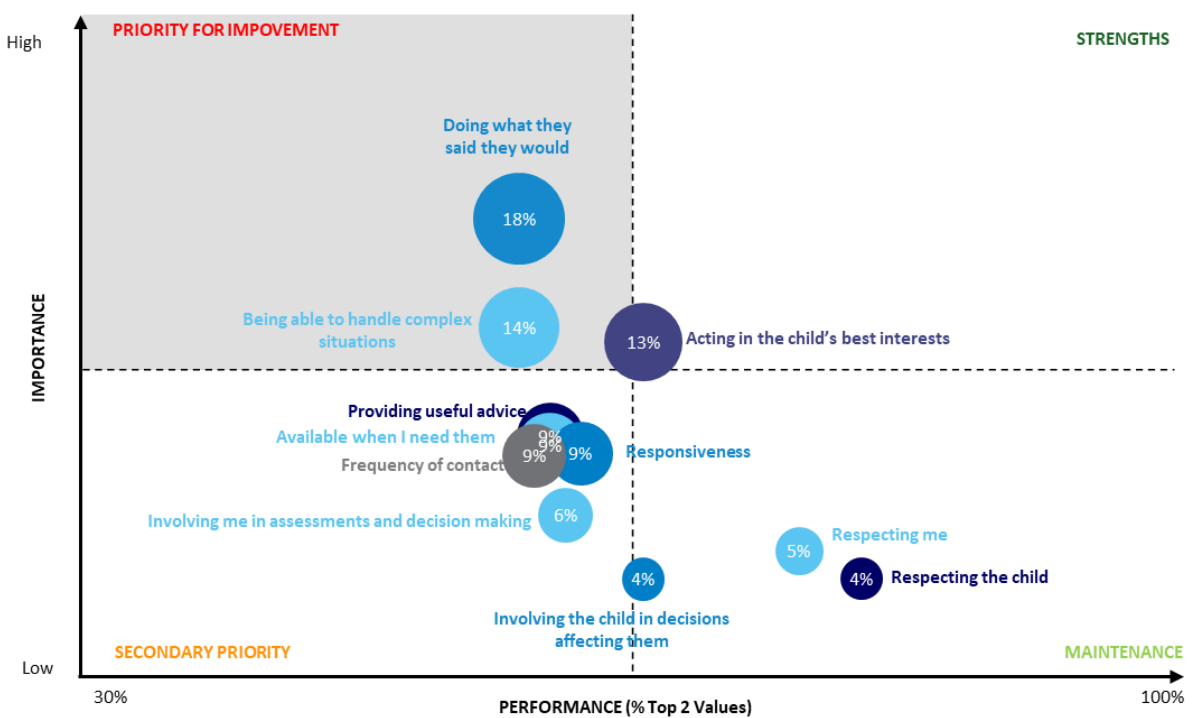 High
PRIORITY FOR IMPOVEMENT
STRENGTHS
Doing what they
said they would
18%
Being able to handle complex
situations
14%
13%
Acting in the child's best interests
IMPORTANCE
Providing useful advice
9%
Available when I need them
9%
Frequency of contact
9%
9%
Responsiveness
Involving me in assessments and decision making
6%
5%
Respecting me
4%
Respecting the child
4%
Involving the child in decisions
affecting them
SECONDARY PRIORITY
MAINTENANCE
Low
30%
PERFORMANCE (% Top 2 Values)
100%